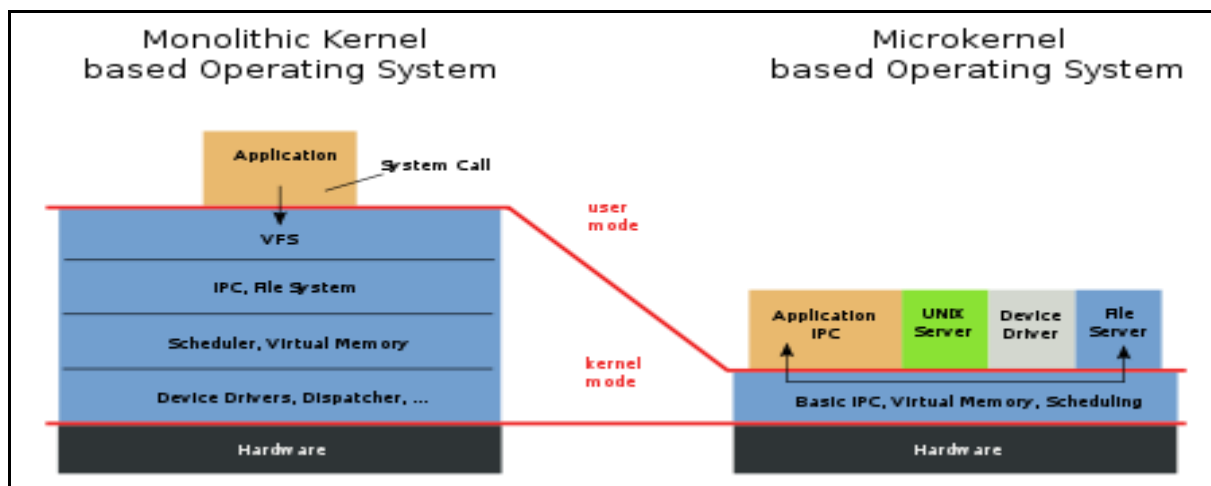 Monolithic Kernel
based Operating System
Microkernel
based Operating System
Application
System Call
user
mode
VFS
IPC, File System
Scheduler, Virtual Memory
kernel
mode
Device Drivers, Dispatcher, ...
Hardware
Application
IPC
UNIX
Server
Device
Driver
File
Server
Basic IPC, Virtual Memory, Scheduling
Hardware